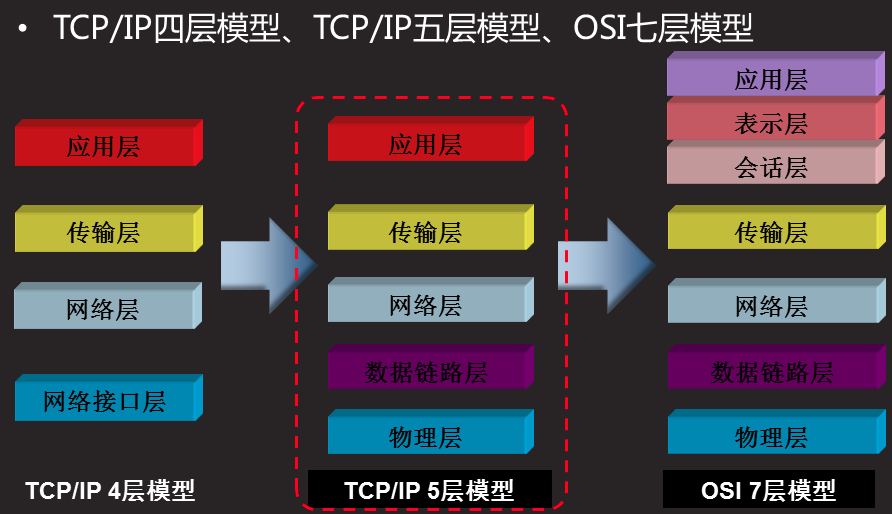 • TCP/IP四层模型、TCP/IP五层模型、OSI七层模型
应用层
传输层
网络层
网络接口层
TCP/IP 4层模型
应用层
传输层
网络层
数据链路层
物理层
TCP/IP 5层模型
应用层
表示层
会话层
传输层
网络层
数据链路层
物理层
OSI 7层模型